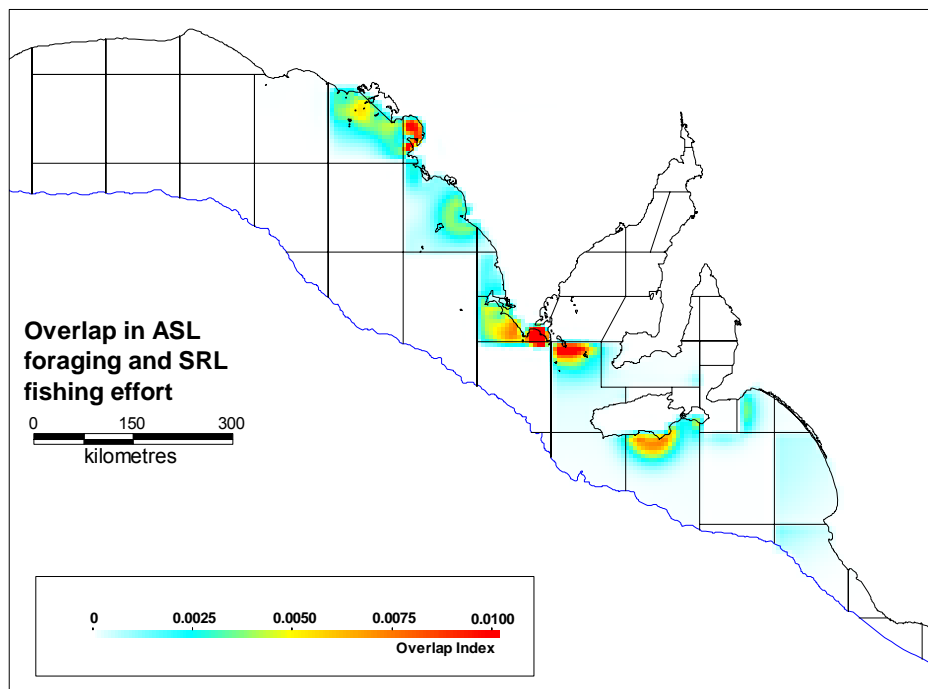 Overlap in ASL
foraging and SRL
fishing effort
0 150 300
kilometres
0 0.0025 0.0050 0.0075 0.0100
Overlap Index